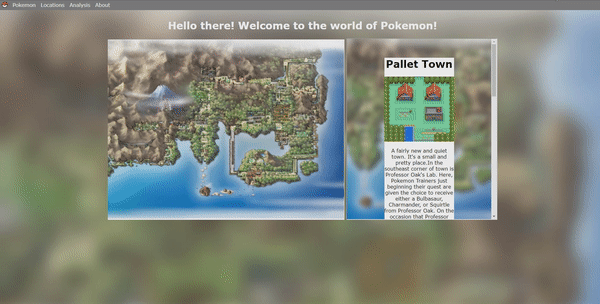 Pokemon Locations Analysis About
Hello there! Welcome to the world of Pokemon!
Pallet Town
A fairly new and quiet
town. It's a small and
pretty place.In the
southeast corner of town is
Professor Oak's Lab. Here,
Pokemon Trainers just
beginning their quest are
given the choice to receive
either a Bulbasaur,
Charmander, or Squirtle
from Professor Oak. On the
occasion that Professor